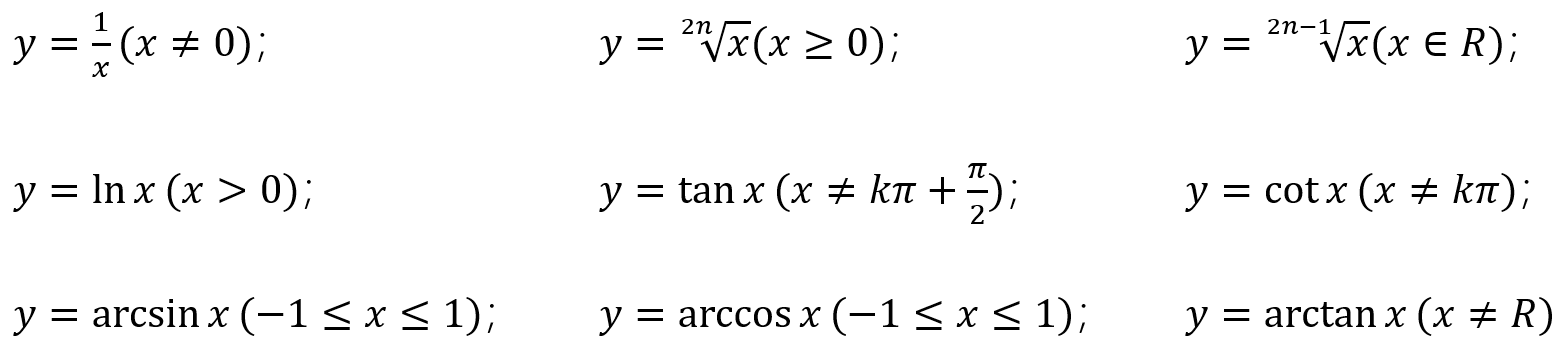 y = 1/x (x ≠ 0); y = ²ⁿ√x(x ≥ 0); y = ²ⁿ⁻¹√x(x ∈ R);
y = ln x (x > 0); y = tan x (x ≠ kπ + π/2); y = cot x (x ≠ kπ);
y = arcsin x (−1 ≤ x ≤ 1); y = arccos x (−1 ≤ x ≤ 1); y = arctan x (x ≠ R)